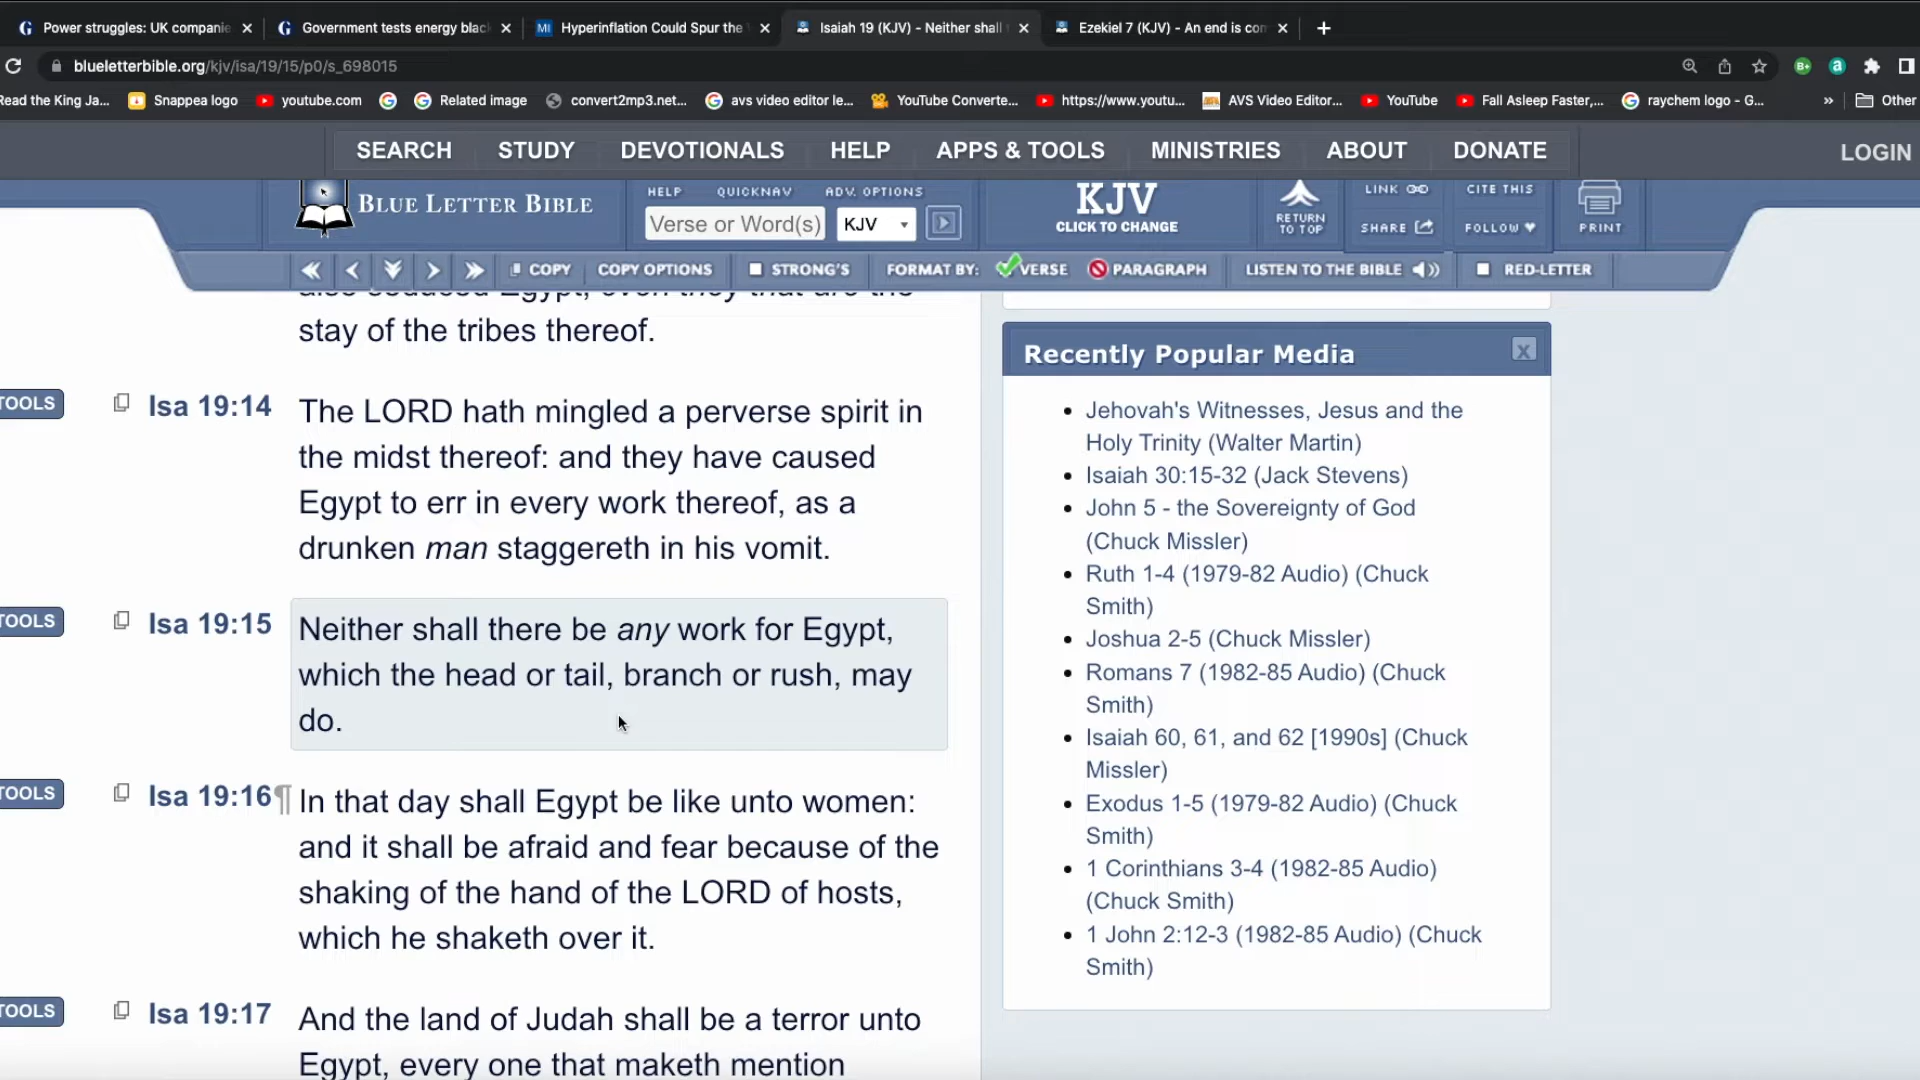 Power struggles: UK companie
Government tests energy blac
Hyperinflation Could Spur the
Isaiah 19 (KJV) - Neither shall
Ezekiel 7 (KJV) - An end is com
blueletterbible.org/kjv/isa/19/15/p0/s_698015
Read the King Ja...
Snappea logo
youtube.com
Related image
convert2mp3.net...
avs video editor le...
YouTube Converte...
https://www.youtu...
AVS Video Editor...
YouTube
Fall Asleep Faster,...
raychem logo - G...
»
Other
SEARCH STUDY DEVOTIONALS HELP APPS & TOOLS MINISTRIES ABOUT DONATE
LOGIN
BLUE LETTER BIBLE
HELP QUICKNAV ADV. OPTIONS
Verse or Word(s)
KJV
KJV
CLICK TO CHANGE
RETURN
TO TOP
LINK
SHARE
CITE THIS
FOLLOW
PRINT
COPY COPY OPTIONS STRONG'S FORMAT BY: VERSE PARAGRAPH LISTEN TO THE BIBLE RED-LETTER
also seduced Egypt, even they that are the
stay of the tribes thereof.
TOOLS
Isa 19:14
The LORD hath mingled a perverse spirit in
the midst thereof: and they have caused
Egypt to err in every work thereof, as a
drunken man staggereth in his vomit.
TOOLS
Isa 19:15
Neither shall there be any work for Egypt,
which the head or tail, branch or rush, may
do.
TOOLS
Isa 19:16¶
In that day shall Egypt be like unto women:
and it shall be afraid and fear because of the
shaking of the hand of the LORD of hosts,
which he shaketh over it.
TOOLS
Isa 19:17
And the land of Judah shall be a terror unto
Egypt, every one that maketh mention
Recently Popular Media
x
• Jehovah's Witnesses, Jesus and the
Holy Trinity (Walter Martin)
• Isaiah 30:15-32 (Jack Stevens)
• John 5 - the Sovereignty of God
(Chuck Missler)
• Ruth 1-4 (1979-82 Audio) (Chuck
Smith)
• Joshua 2-5 (Chuck Missler)
• Romans 7 (1982-85 Audio) (Chuck
Smith)
• Isaiah 60, 61, and 62 [1990s] (Chuck
Missler)
• Exodus 1-5 (1979-82 Audio) (Chuck
Smith)
• 1 Corinthians 3-4 (1982-85 Audio)
(Chuck Smith)
• 1 John 2:12-3 (1982-85 Audio) (Chuck
Smith)